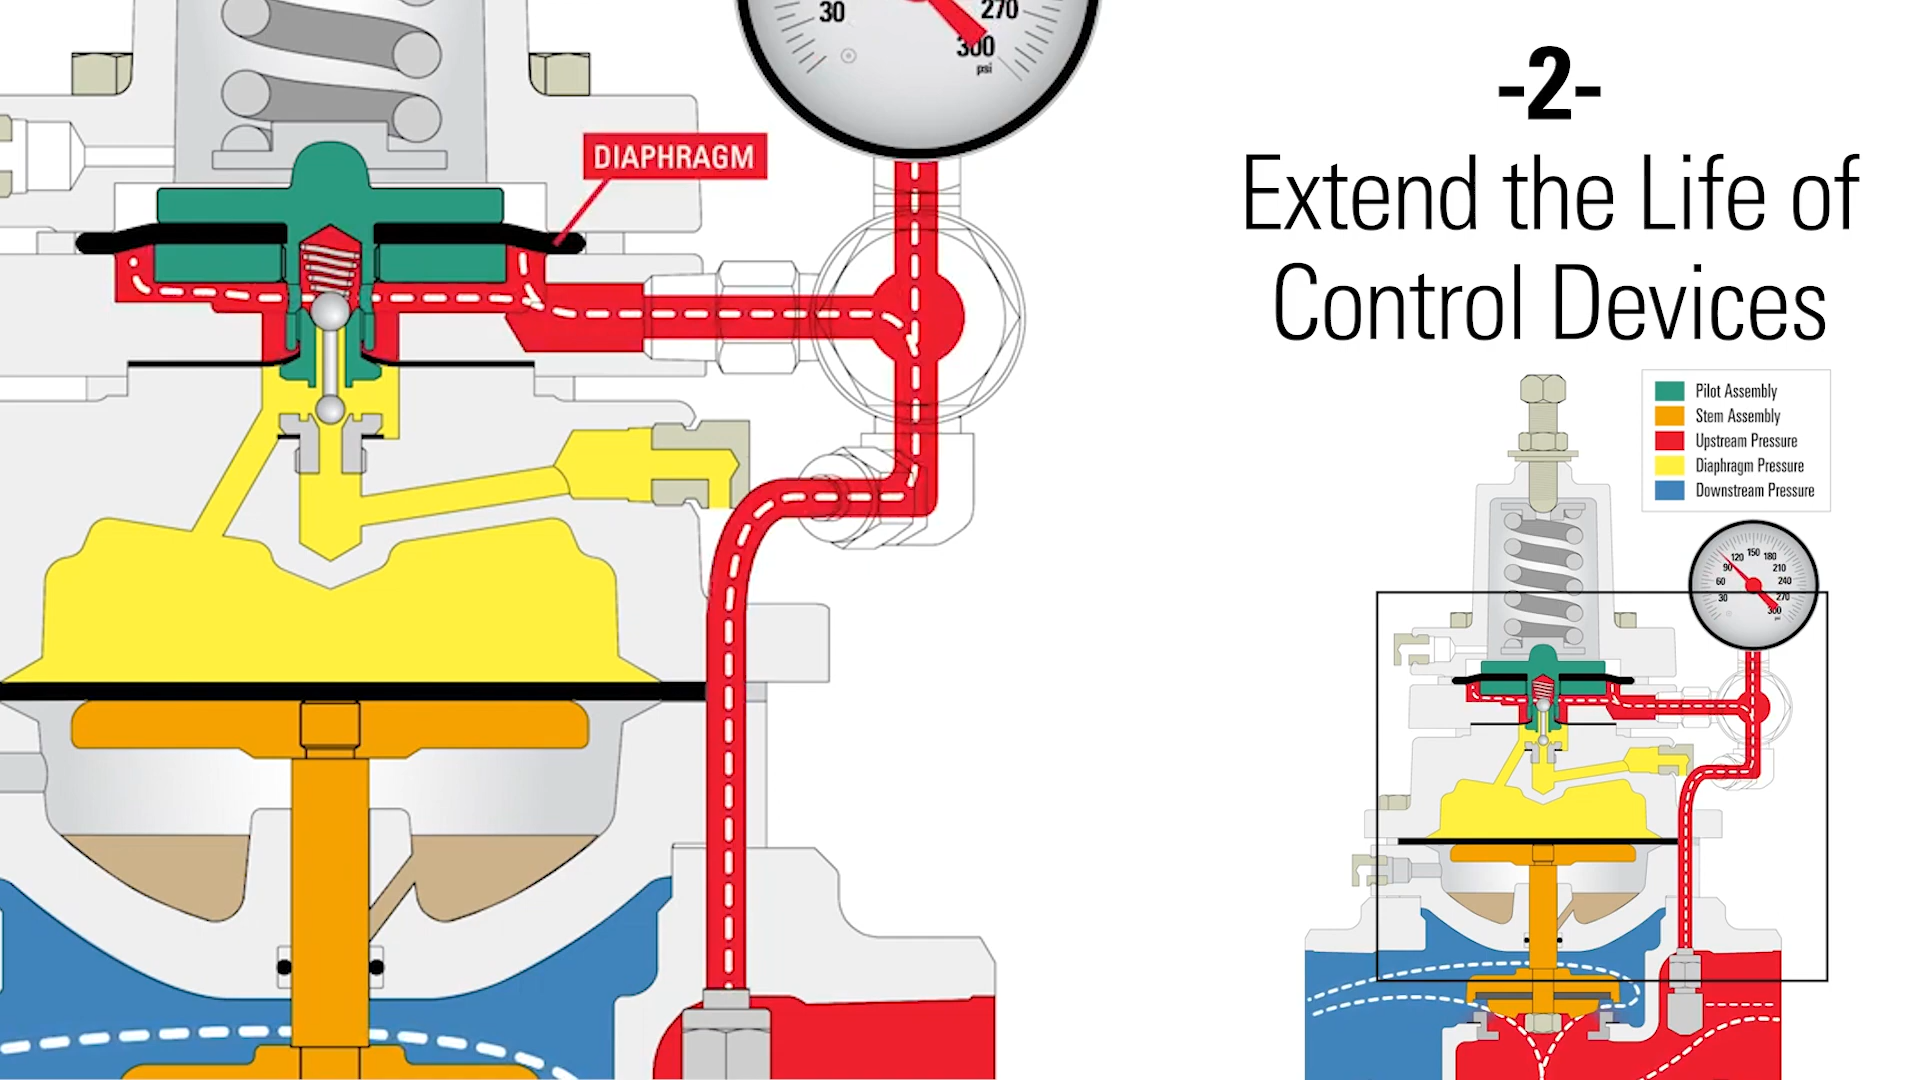 30
270
300
psi
DIAPHRAGM
-2-
Extend the Life of
Control Devices
Pilot Assembly
Stem Assembly
Upstream Pressure
Diaphragm Pressure
Downstream Pressure
120 150 180
90 210
60 240
30 270
300
psi